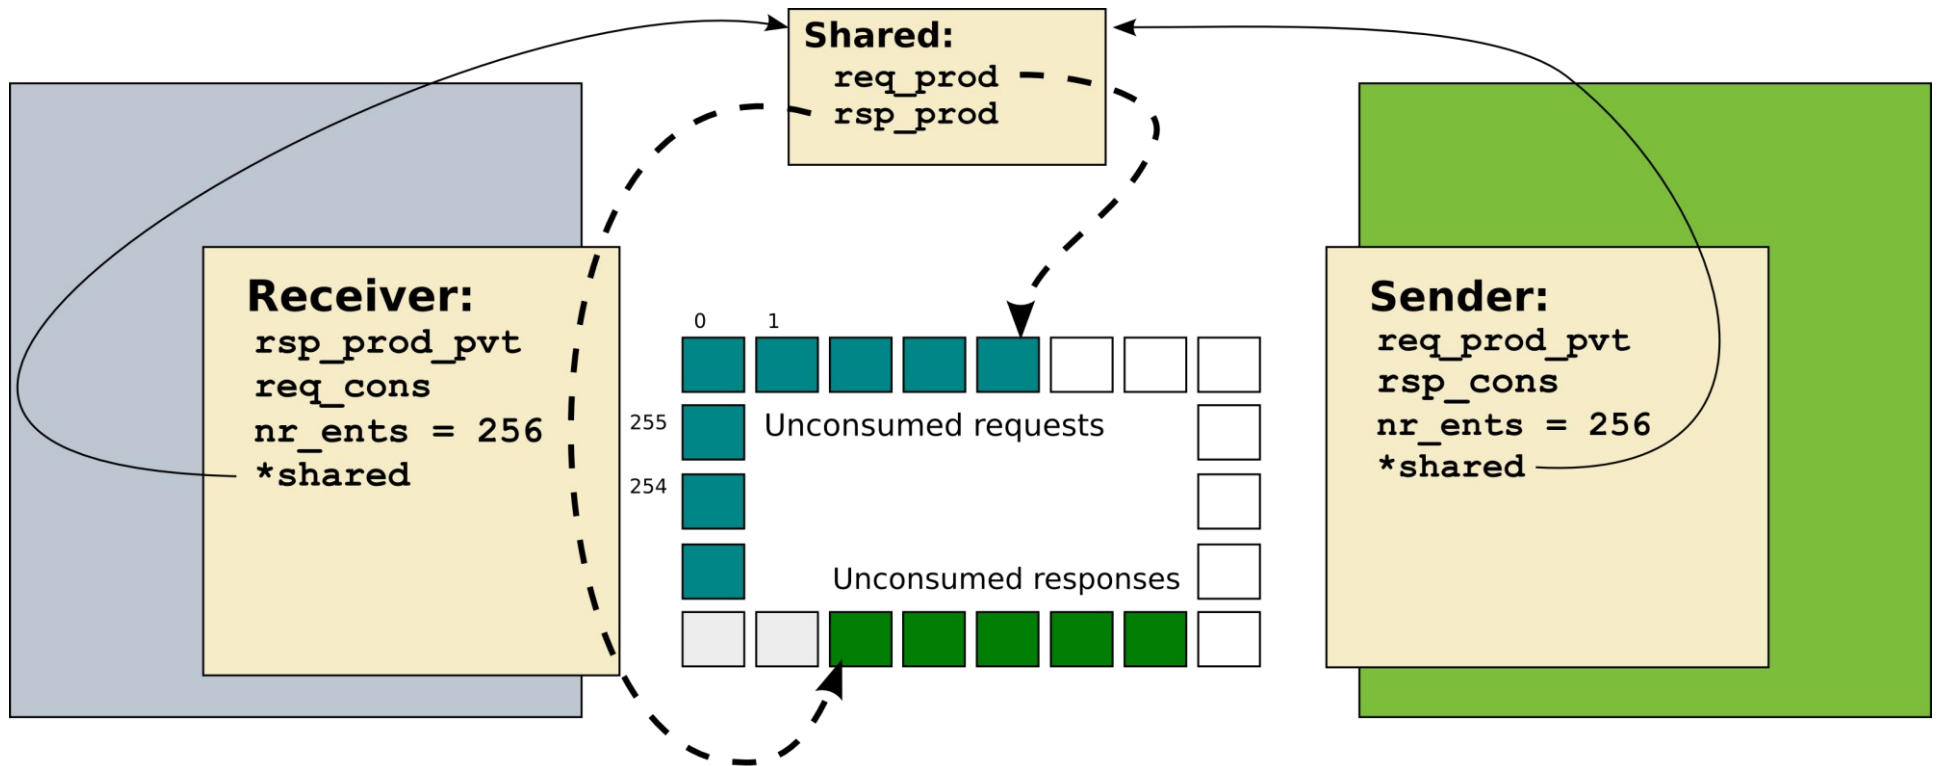 Shared:
req_prod
rsp_prod
Receiver:
rsp_prod_pvt
req_cons
nr_ents = 256
*shared
0 1
255
Unconsumed requests
254
Unconsumed responses
Sender:
req_prod_pvt
rsp_cons
nr_ents = 256
*shared